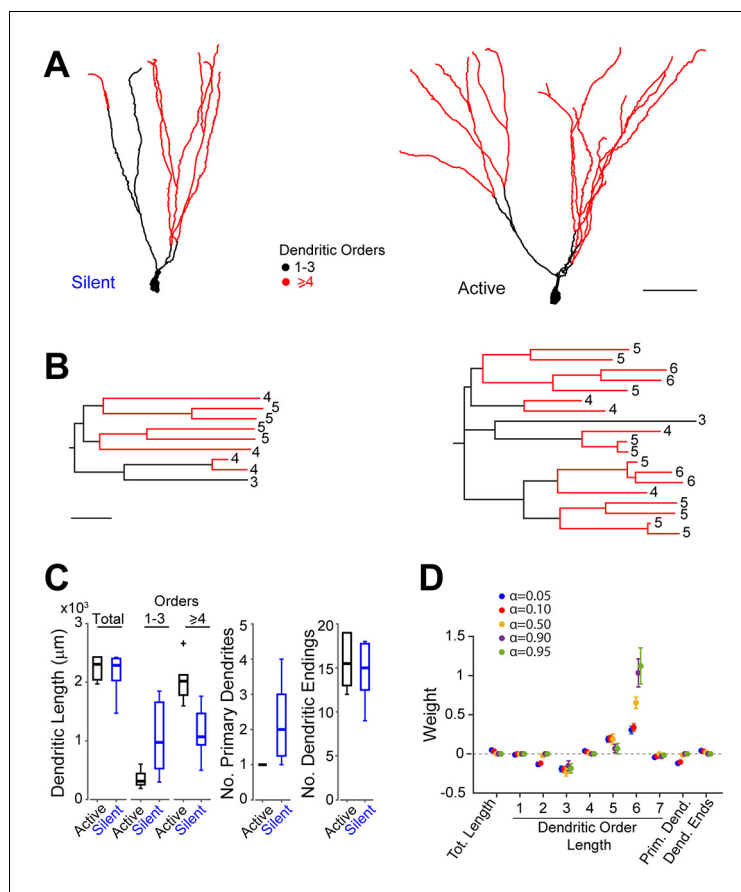 A
Silent
Dendritic Orders
1-3
≥4
Active
B
4
5
5
5
5
4
4
4
3
5
5
6
6
5
4
4
3
4
5
5
5
6
6
4
5
5
5
5
C
x10³
Orders
Total 1-3 ≥4
Dendritic Length (μm)
3
2
1
0
Active
Silent
Active
Silent
Active
Silent
No. Primary Dendrites
5
4
3
2
1
0
Active
Silent
No. Dendritic Endings
20
15
10
5
0
Active
Silent
D
α=0.05
α=0.10
α=0.50
α=0.90
α=0.95
Weight
1.5
1
0.5
0
-0.5
Tot. Length
1 2 3 4 5 6 7
Dendritic Order
Length
Prim. Dend.
Dend. Ends